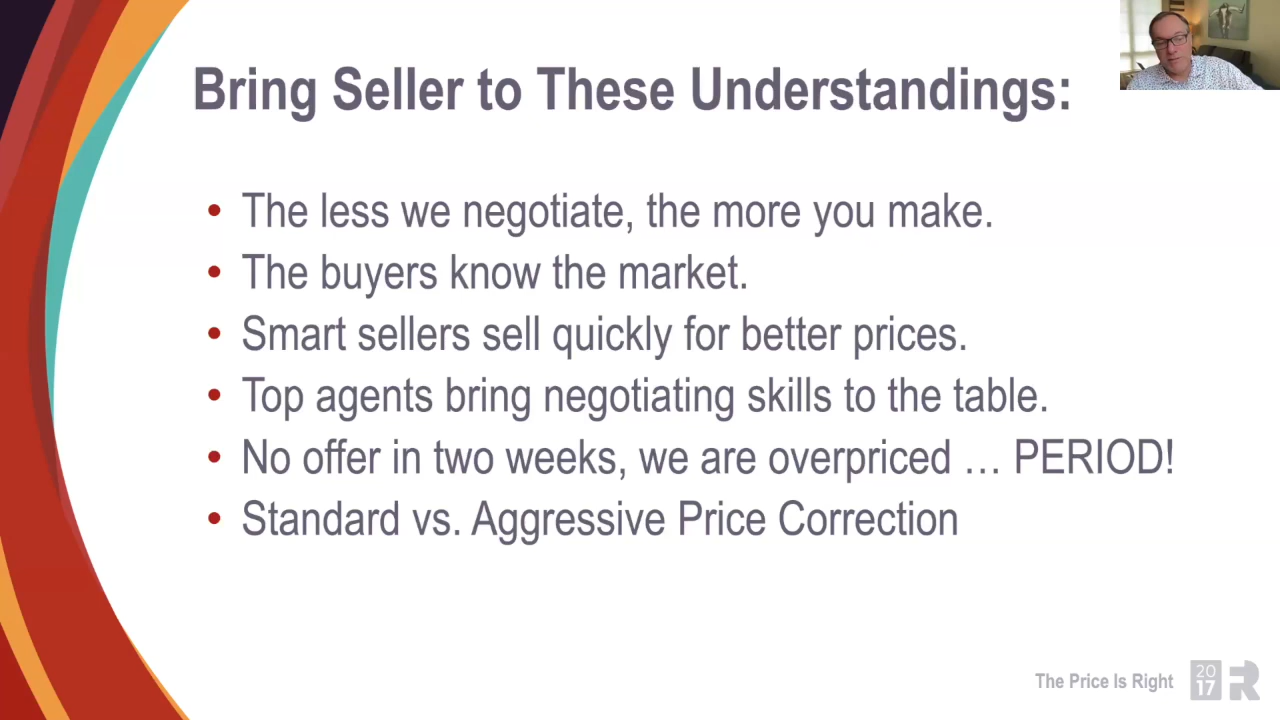 Bring Seller to These Understandings:
• The less we negotiate, the more you make.
• The buyers know the market.
• Smart sellers sell quickly for better prices.
• Top agents bring negotiating skills to the table.
• No offer in two weeks, we are overpriced … PERIOD!
• Standard vs. Aggressive Price Correction
The Price Is Right
20
17
R